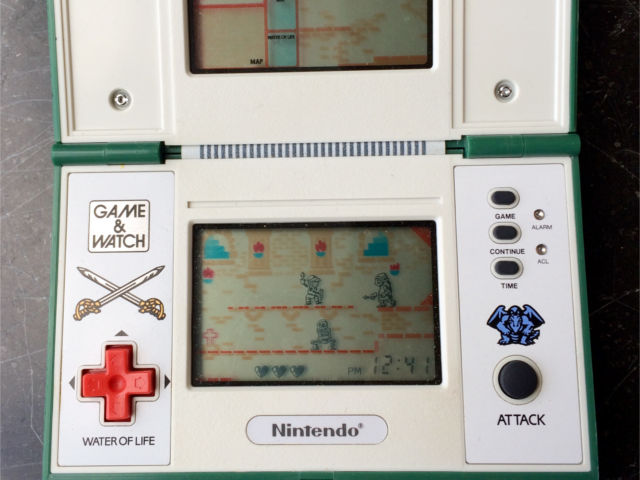 WATER OF LIFE
MAP
GAME
&
WATCH
WATER OF LIFE
PM 12:41
Nintendo®
GAME
ALARM
CONTINUE
ACL
TIME
ATTACK